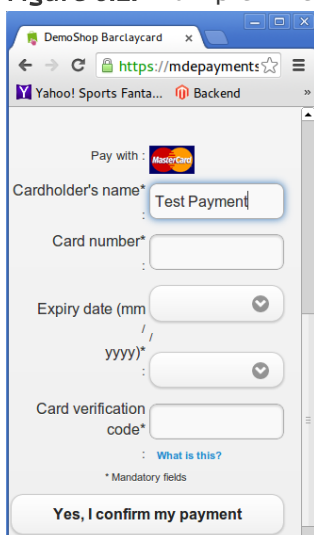 DemoShop Barclaycard
https://mdepayments
Yahoo! Sports Fanta... Backend »
Pay with : MasterCard
Cardholder's name*
: Test Payment
Card number*
:
Expiry date (mm
/ /
yyyy)*
:
Card verification
code*
: What is this?
* Mandatory fields
Yes, I confirm my payment